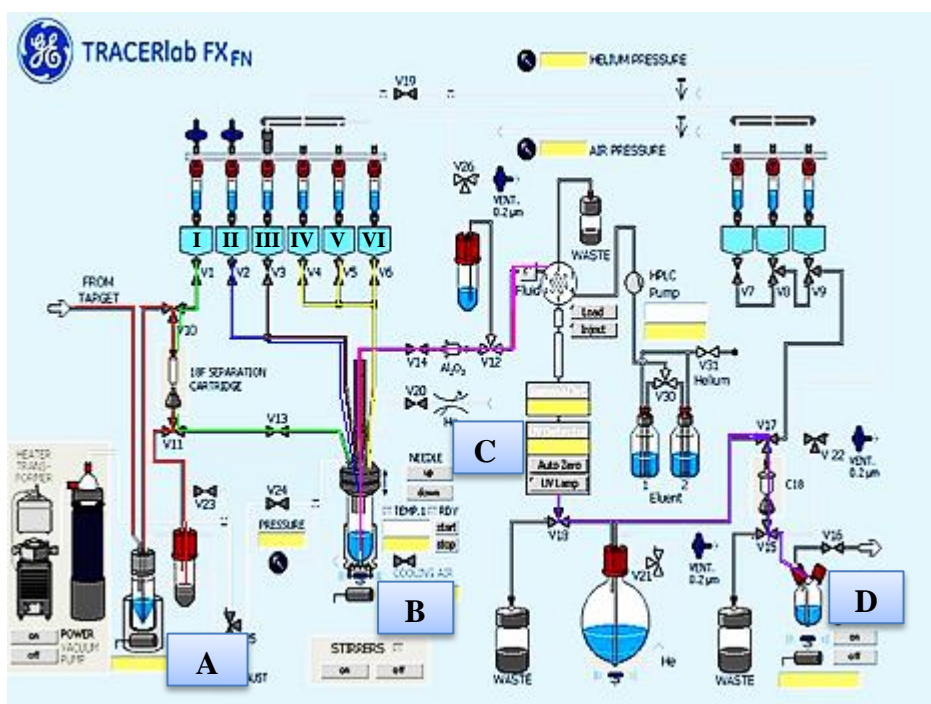 TRACERlab FXFN
HELIUM PRESSURE
V19
AIR PRESSURE
V26
VENT.
0.2 µm
WASTE
I II III IV V VI
V1 V2 V3 V4 V5 V6
V7 V8 V9
FROM
TARGET
V10
Fluid
HPLC
Pump
Load
Inject
V14
Al₂O₃
V12
V31
Helium
V30
18F SEPARATION
CARTRIDGE
V20
He
V13
V11
C
V17
V22
VENT.
0.2 µm
HEATER
TRANS-
FORMER
NEEDLE
up
down
Auto Zero
UV Lamp
1 2
Eluent
C18
V23
V24
PRESSURE
TEMP.1 RDY
start
stop
V18
V15
V16
COOLING AIR
V21
VENT.
0.2 µm
B
D
on
off
POWER
VACUUM
PUMP
A
UST
STIRRERS
on off
He
on
off
WASTE
WASTE